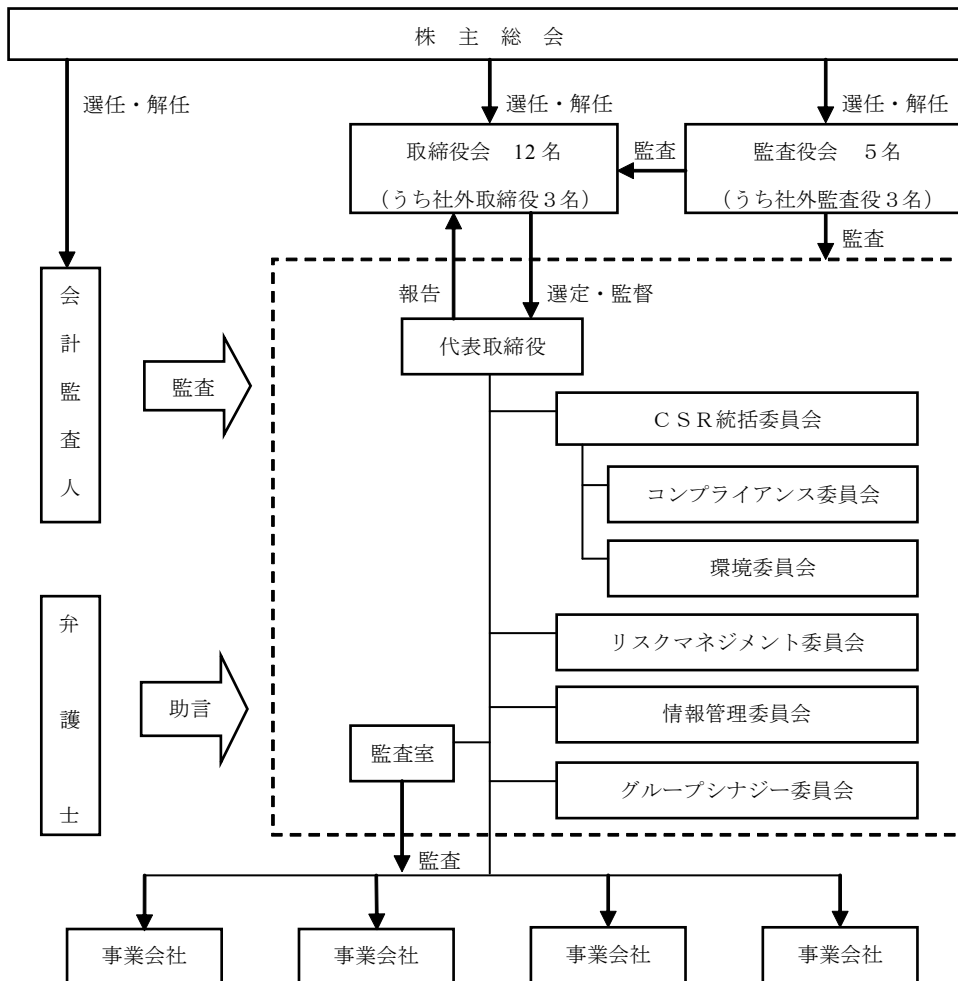 株 主 総 会
選任・解任
選任・解任
選任・解任
取締役会 12名
(うち社外取締役3名)
監査
監査役会 5名
(うち社外監査役3名)
監査
会計監査人
報告
選定・監督
代表取締役
監査
CSR統括委員会
コンプライアンス委員会
環境委員会
弁護士
助言
リスクマネジメント委員会
情報管理委員会
監査室
グループシナジー委員会
監査
事業会社
事業会社
事業会社
事業会社